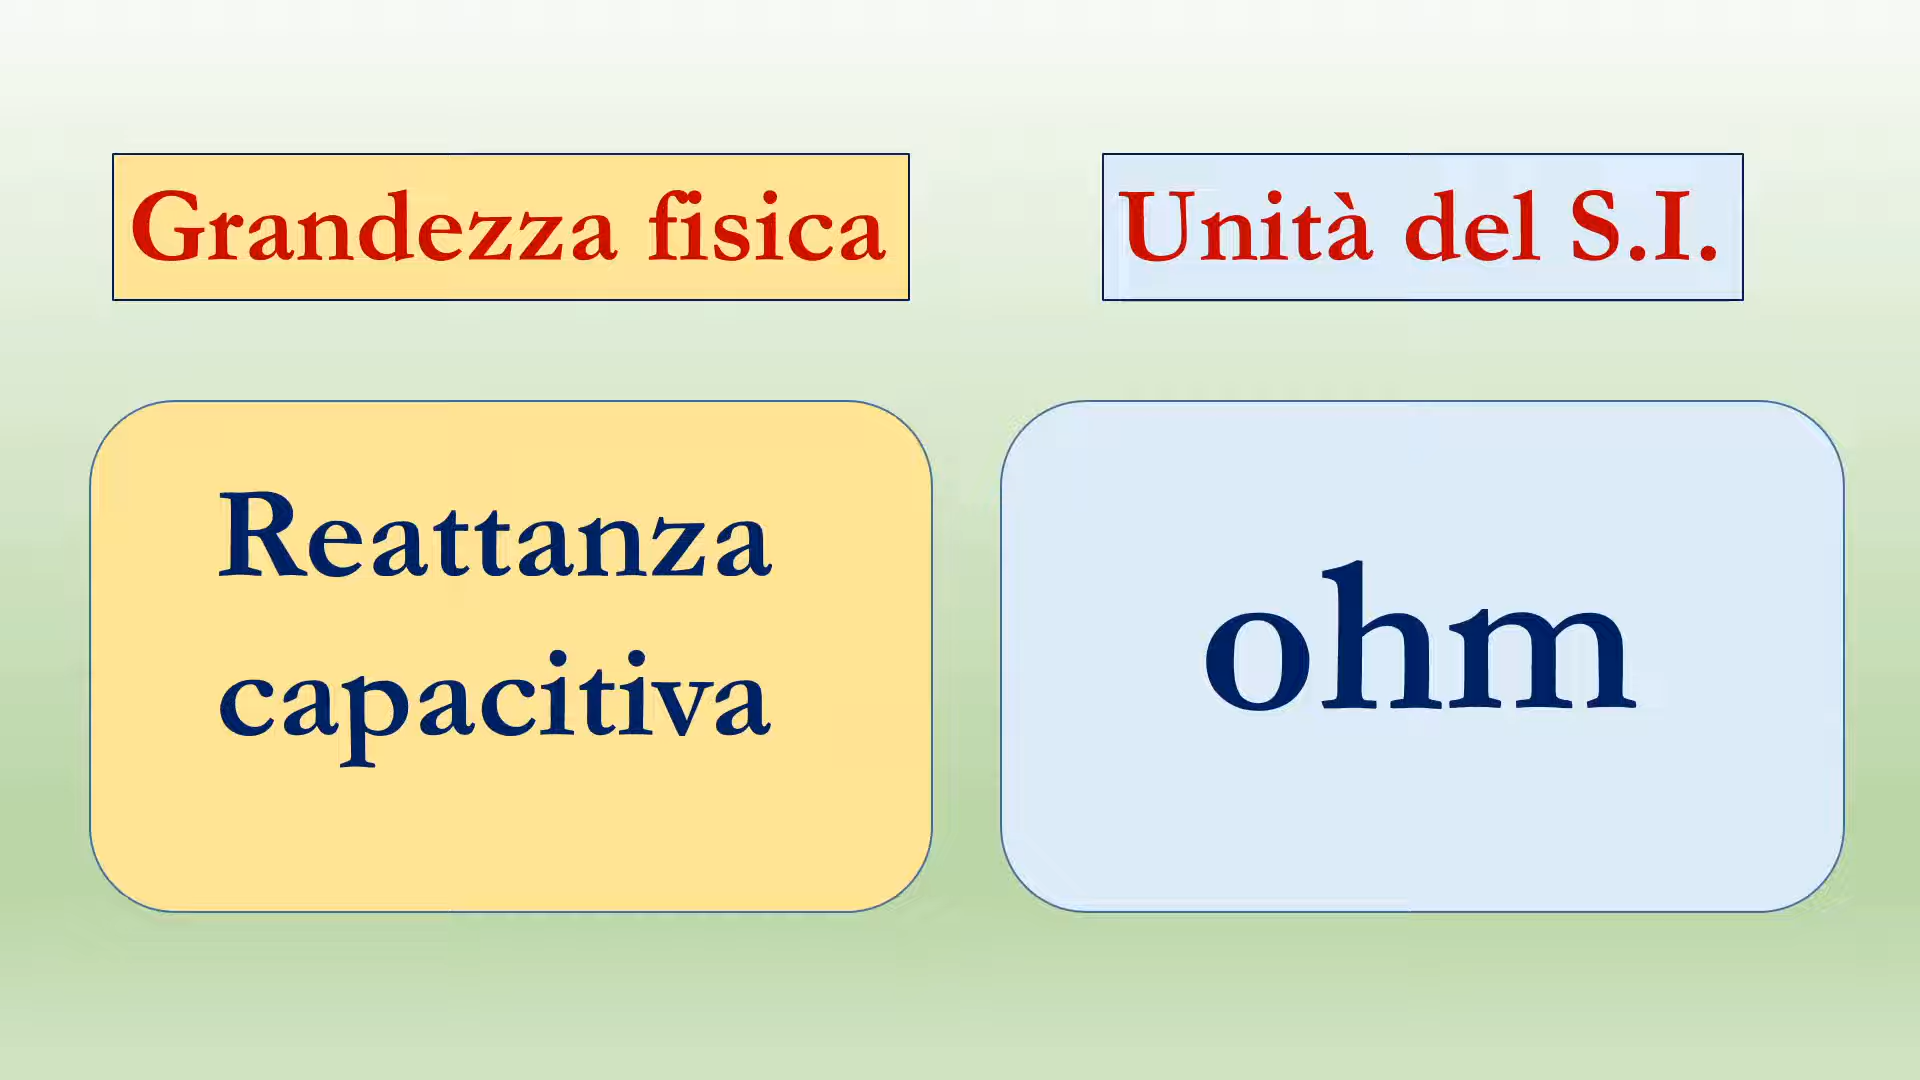 Grandezza fisica
Unità del S.I.
Reattanza
capacitiva
ohm